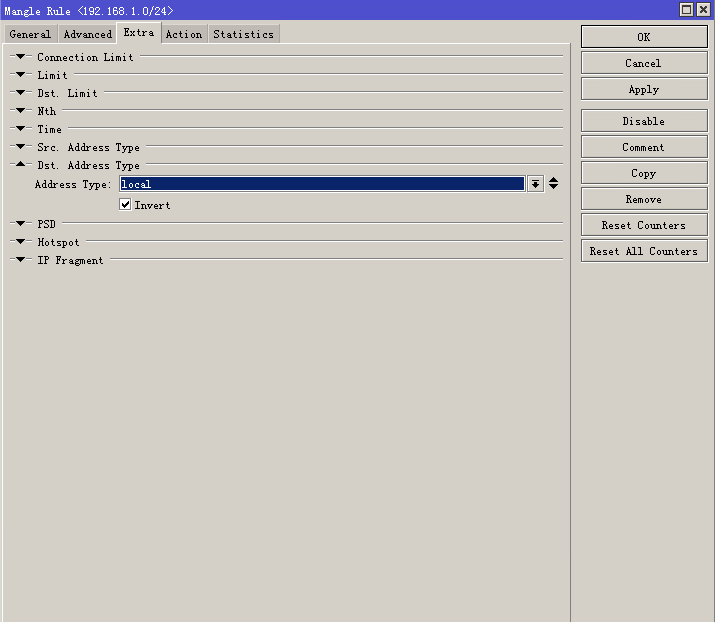 Mangle Rule <192.168.1.0/24>
General Advanced Extra Action Statistics
Connection Limit
Limit
Dst. Limit
Nth
Time
Src. Address Type
Dst. Address Type
Address Type: local
Invert
PSD
Hotspot
IP Fragment
OK
Cancel
Apply
Disable
Comment
Copy
Remove
Reset Counters
Reset All Counters